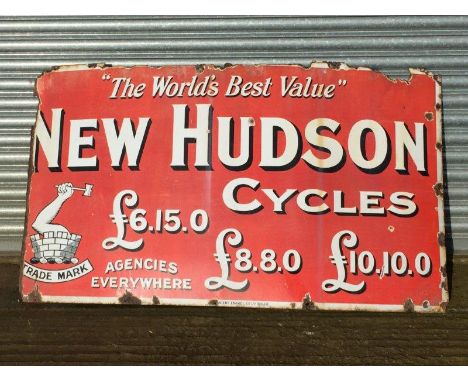 "The World's Best Value"
NEW HUDSON
CYCLES
£6.15.0
£8.8.0
£10.10.0
AGENCIES
EVERYWHERE
TRADE MARK